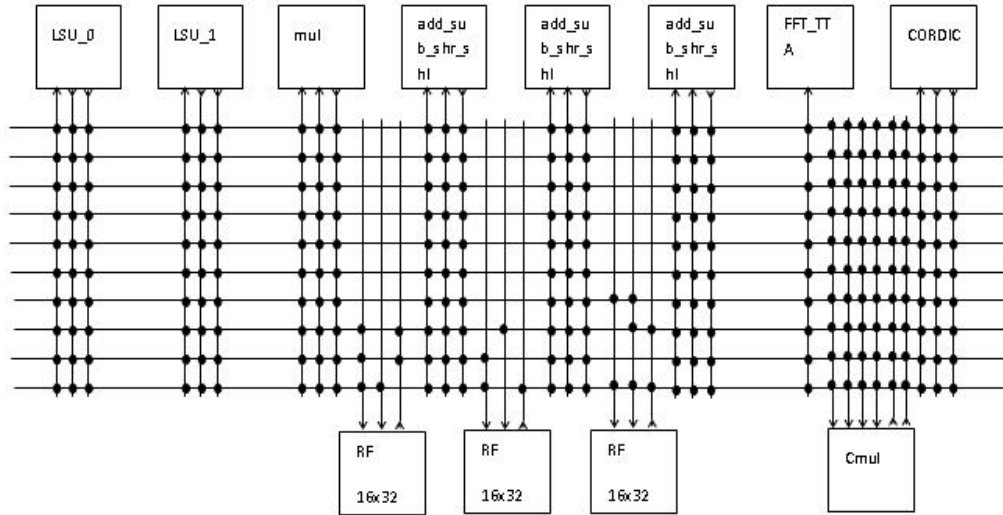 LSU_0
LSU_1
mul
add_su
b_shr_s
hl
add_su
b_shr_s
hl
add_su
b_shr_s
hl
FFT_TT
A
CORDIC
RF
16x32
RF
16x32
RF
16x32
Cmul